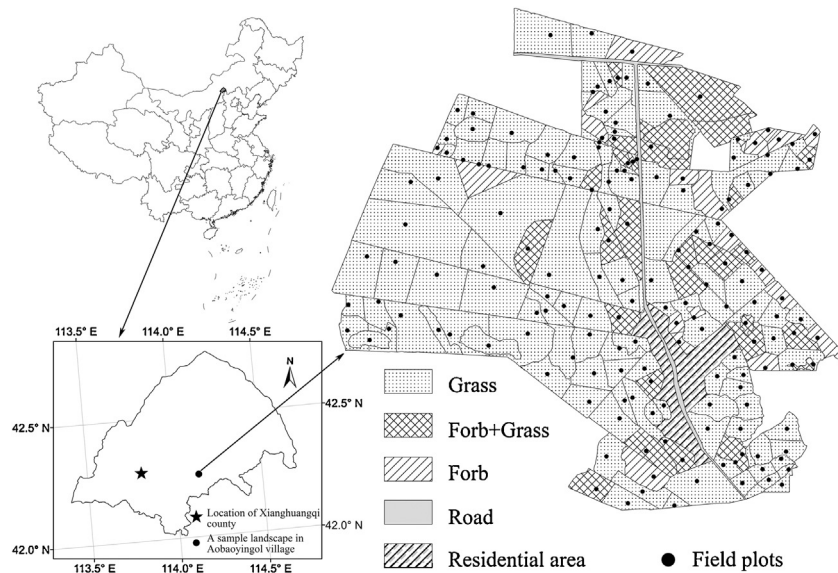 113.5° E
114.0° E
114.5° E
N
42.5° N
42.5° N
Location of Xianghuangqi
county
A sample landscape in
Aobaoyingol village
42.0° N
42.0° N
113.5° E
114.0° E
114.5° E
Grass
Forb+Grass
Forb
Road
Residential area
Field plots